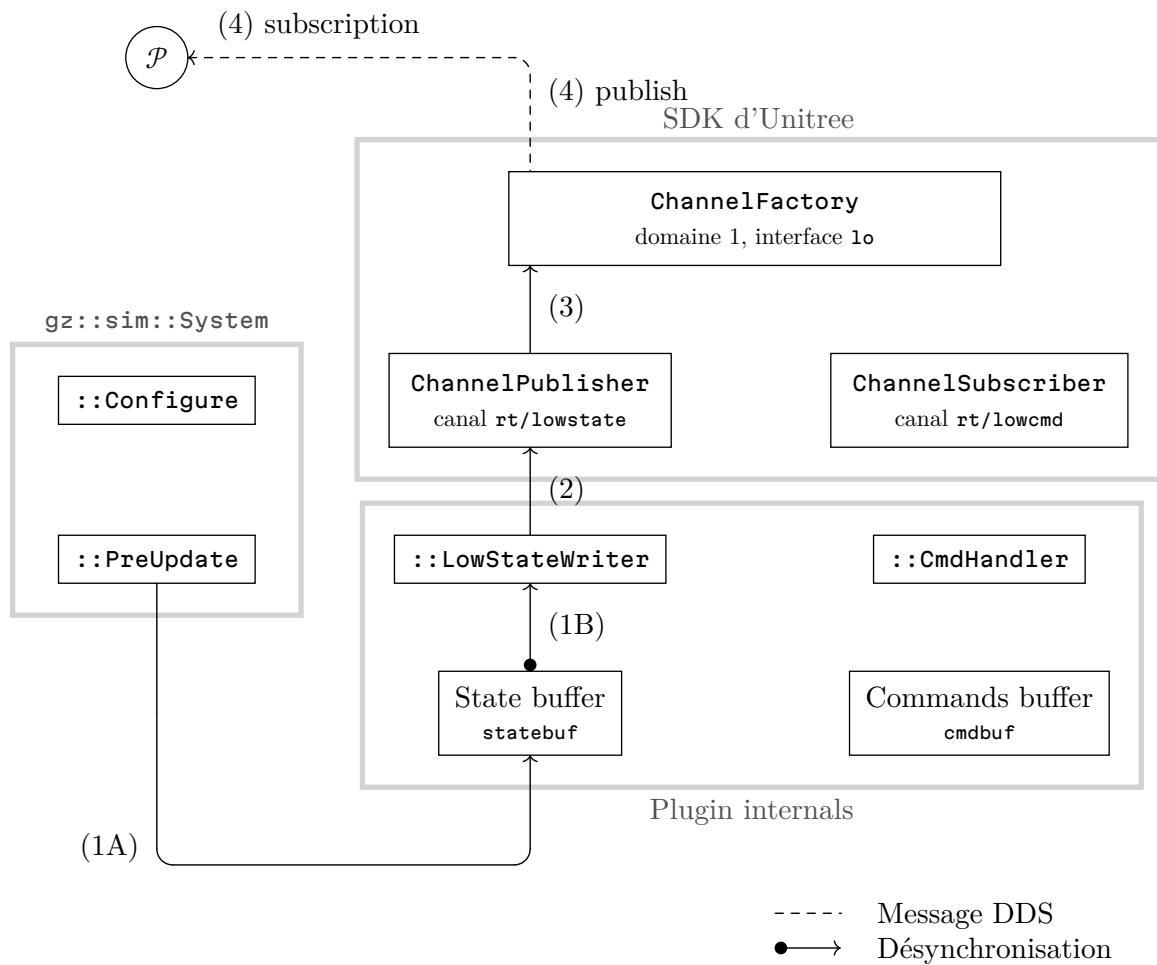 (4) subscription
𝒫
(4) publish
SDK d'Unitree
ChannelFactory
domaine 1, interface lo
(3)
gz::sim::System
::Configure
ChannelPublisher
canal rt/lowstate
ChannelSubscriber
canal rt/lowcmd
(2)
::PreUpdate
::LowStateWriter
::CmdHandler
(1B)
State buffer
statebuf
Commands buffer
cmdbuf
Plugin internals
(1A)
Message DDS
Désynchronisation